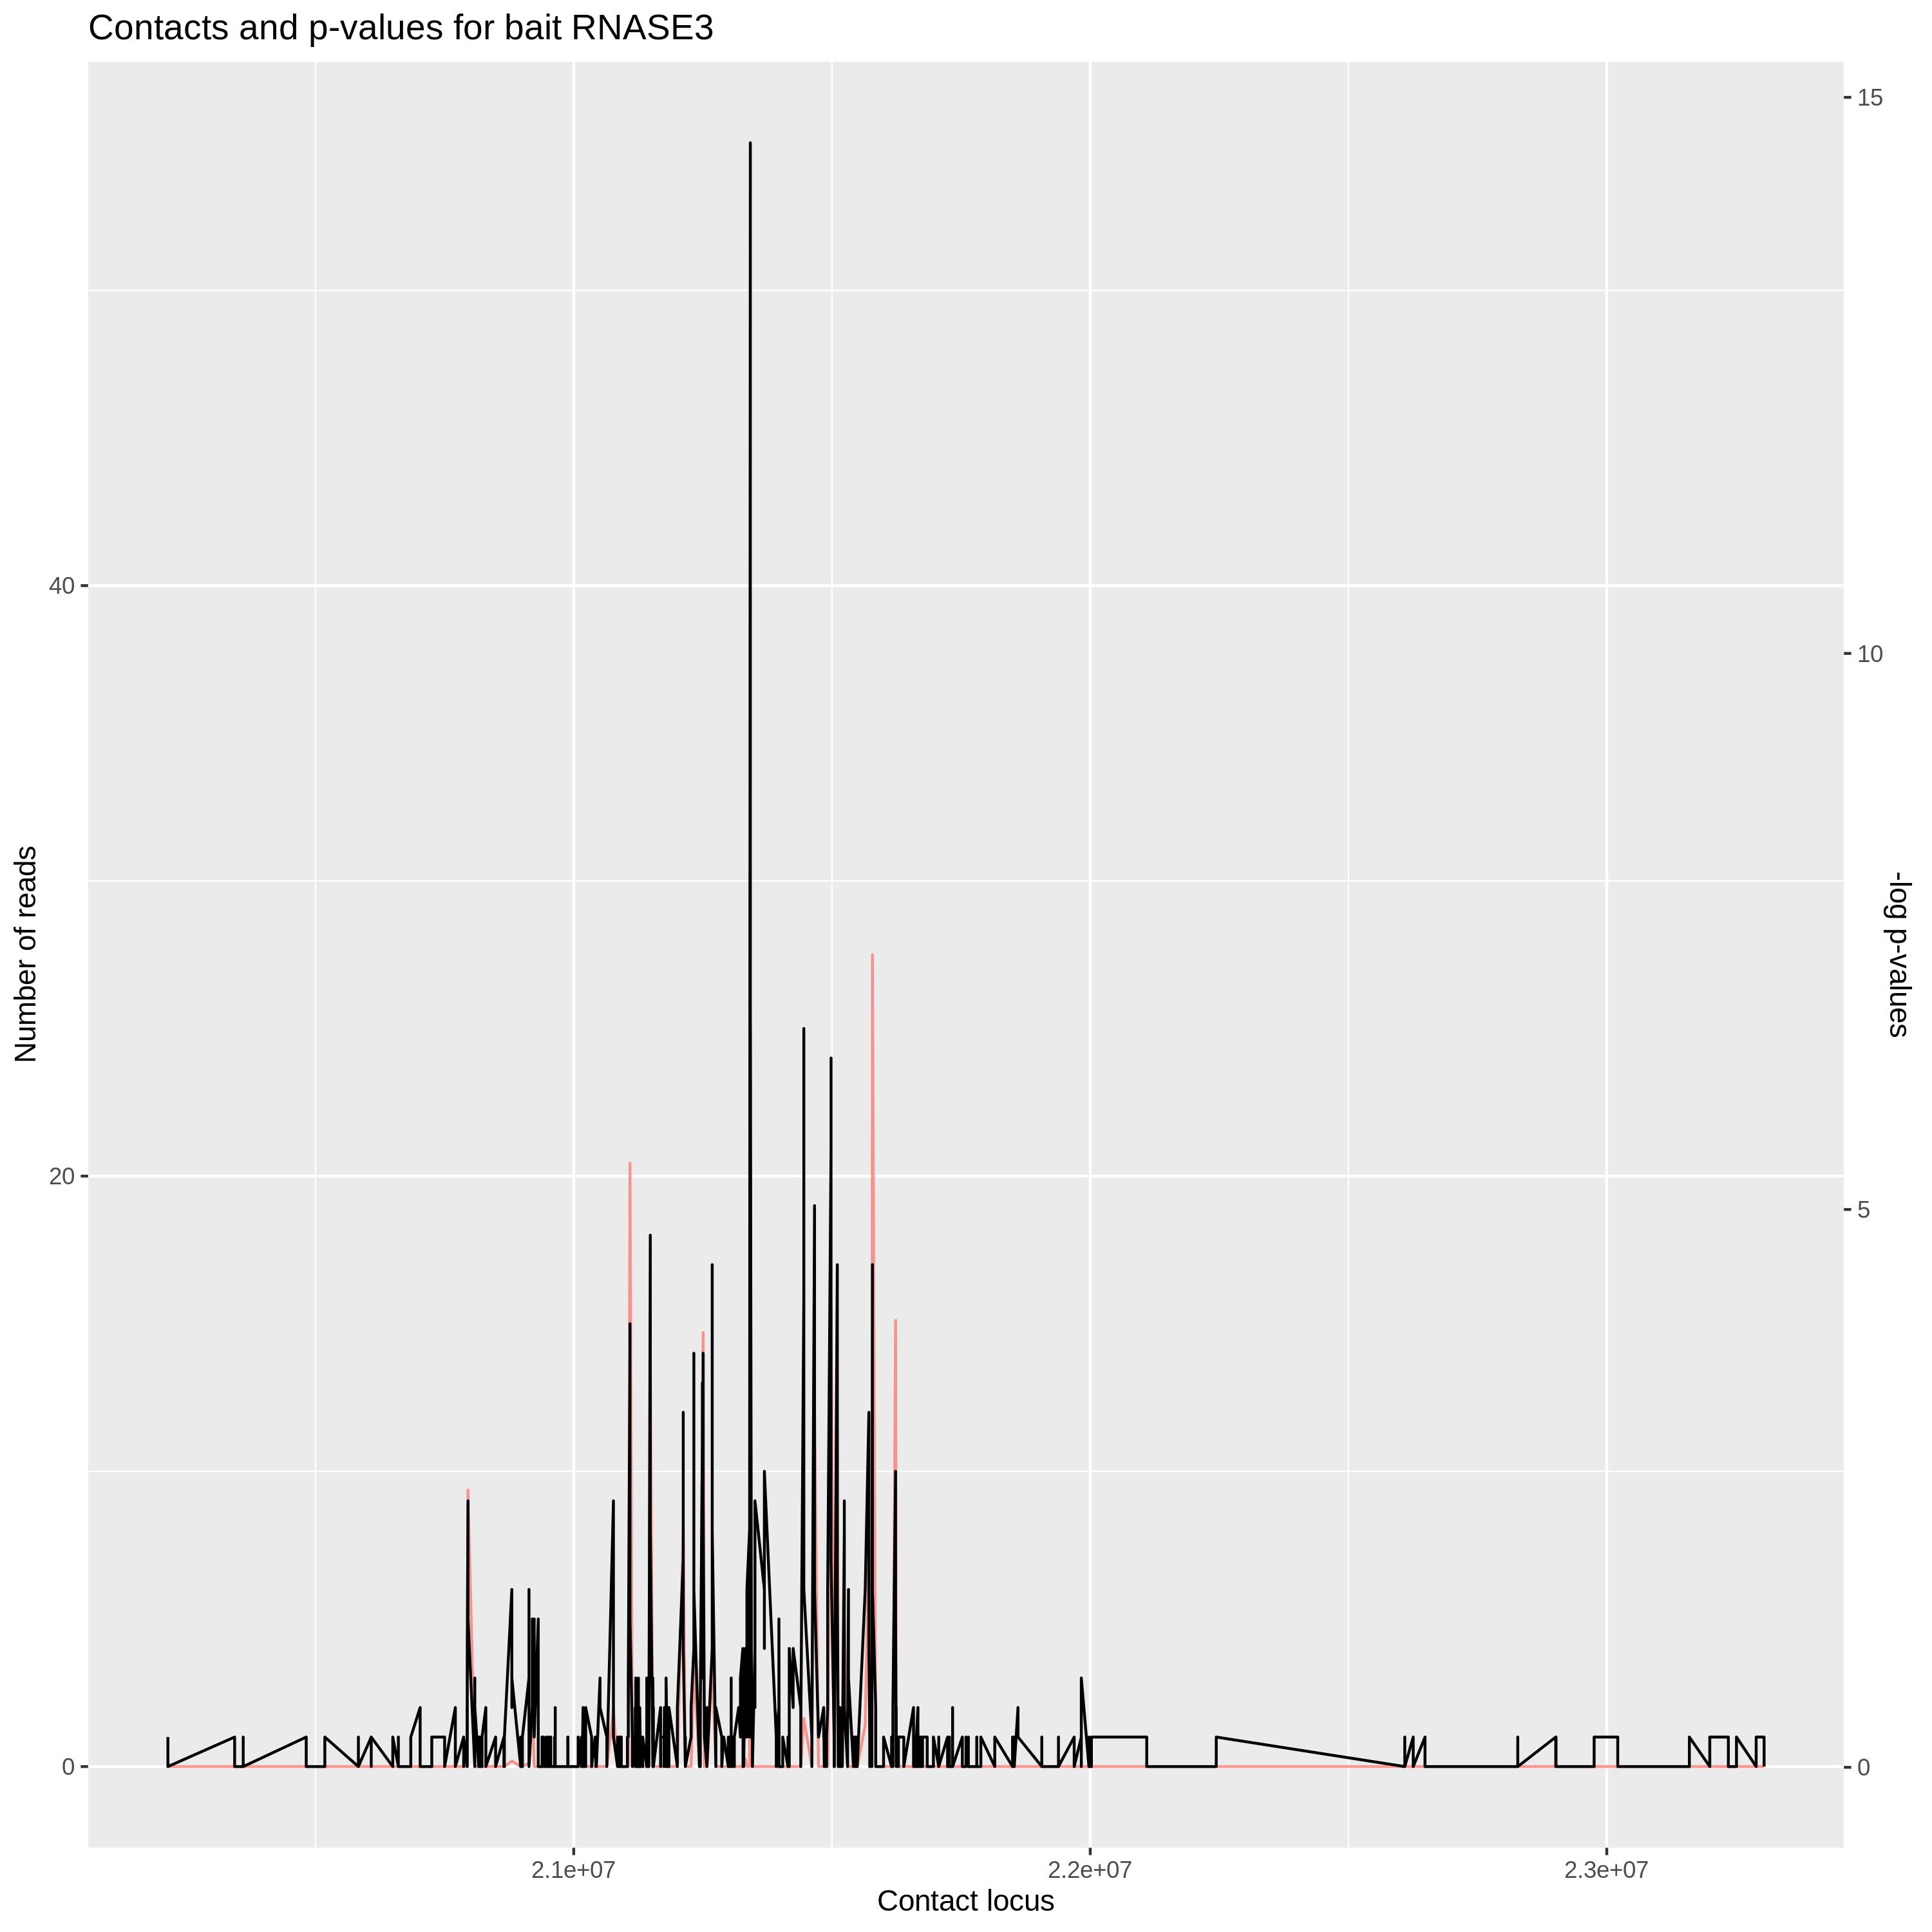 Contacts and p-values for bait RNASE3
15
40
10
Number of reads
-log p-values
20
5
0
0
2.1e+07
2.2e+07
2.3e+07
Contact locus